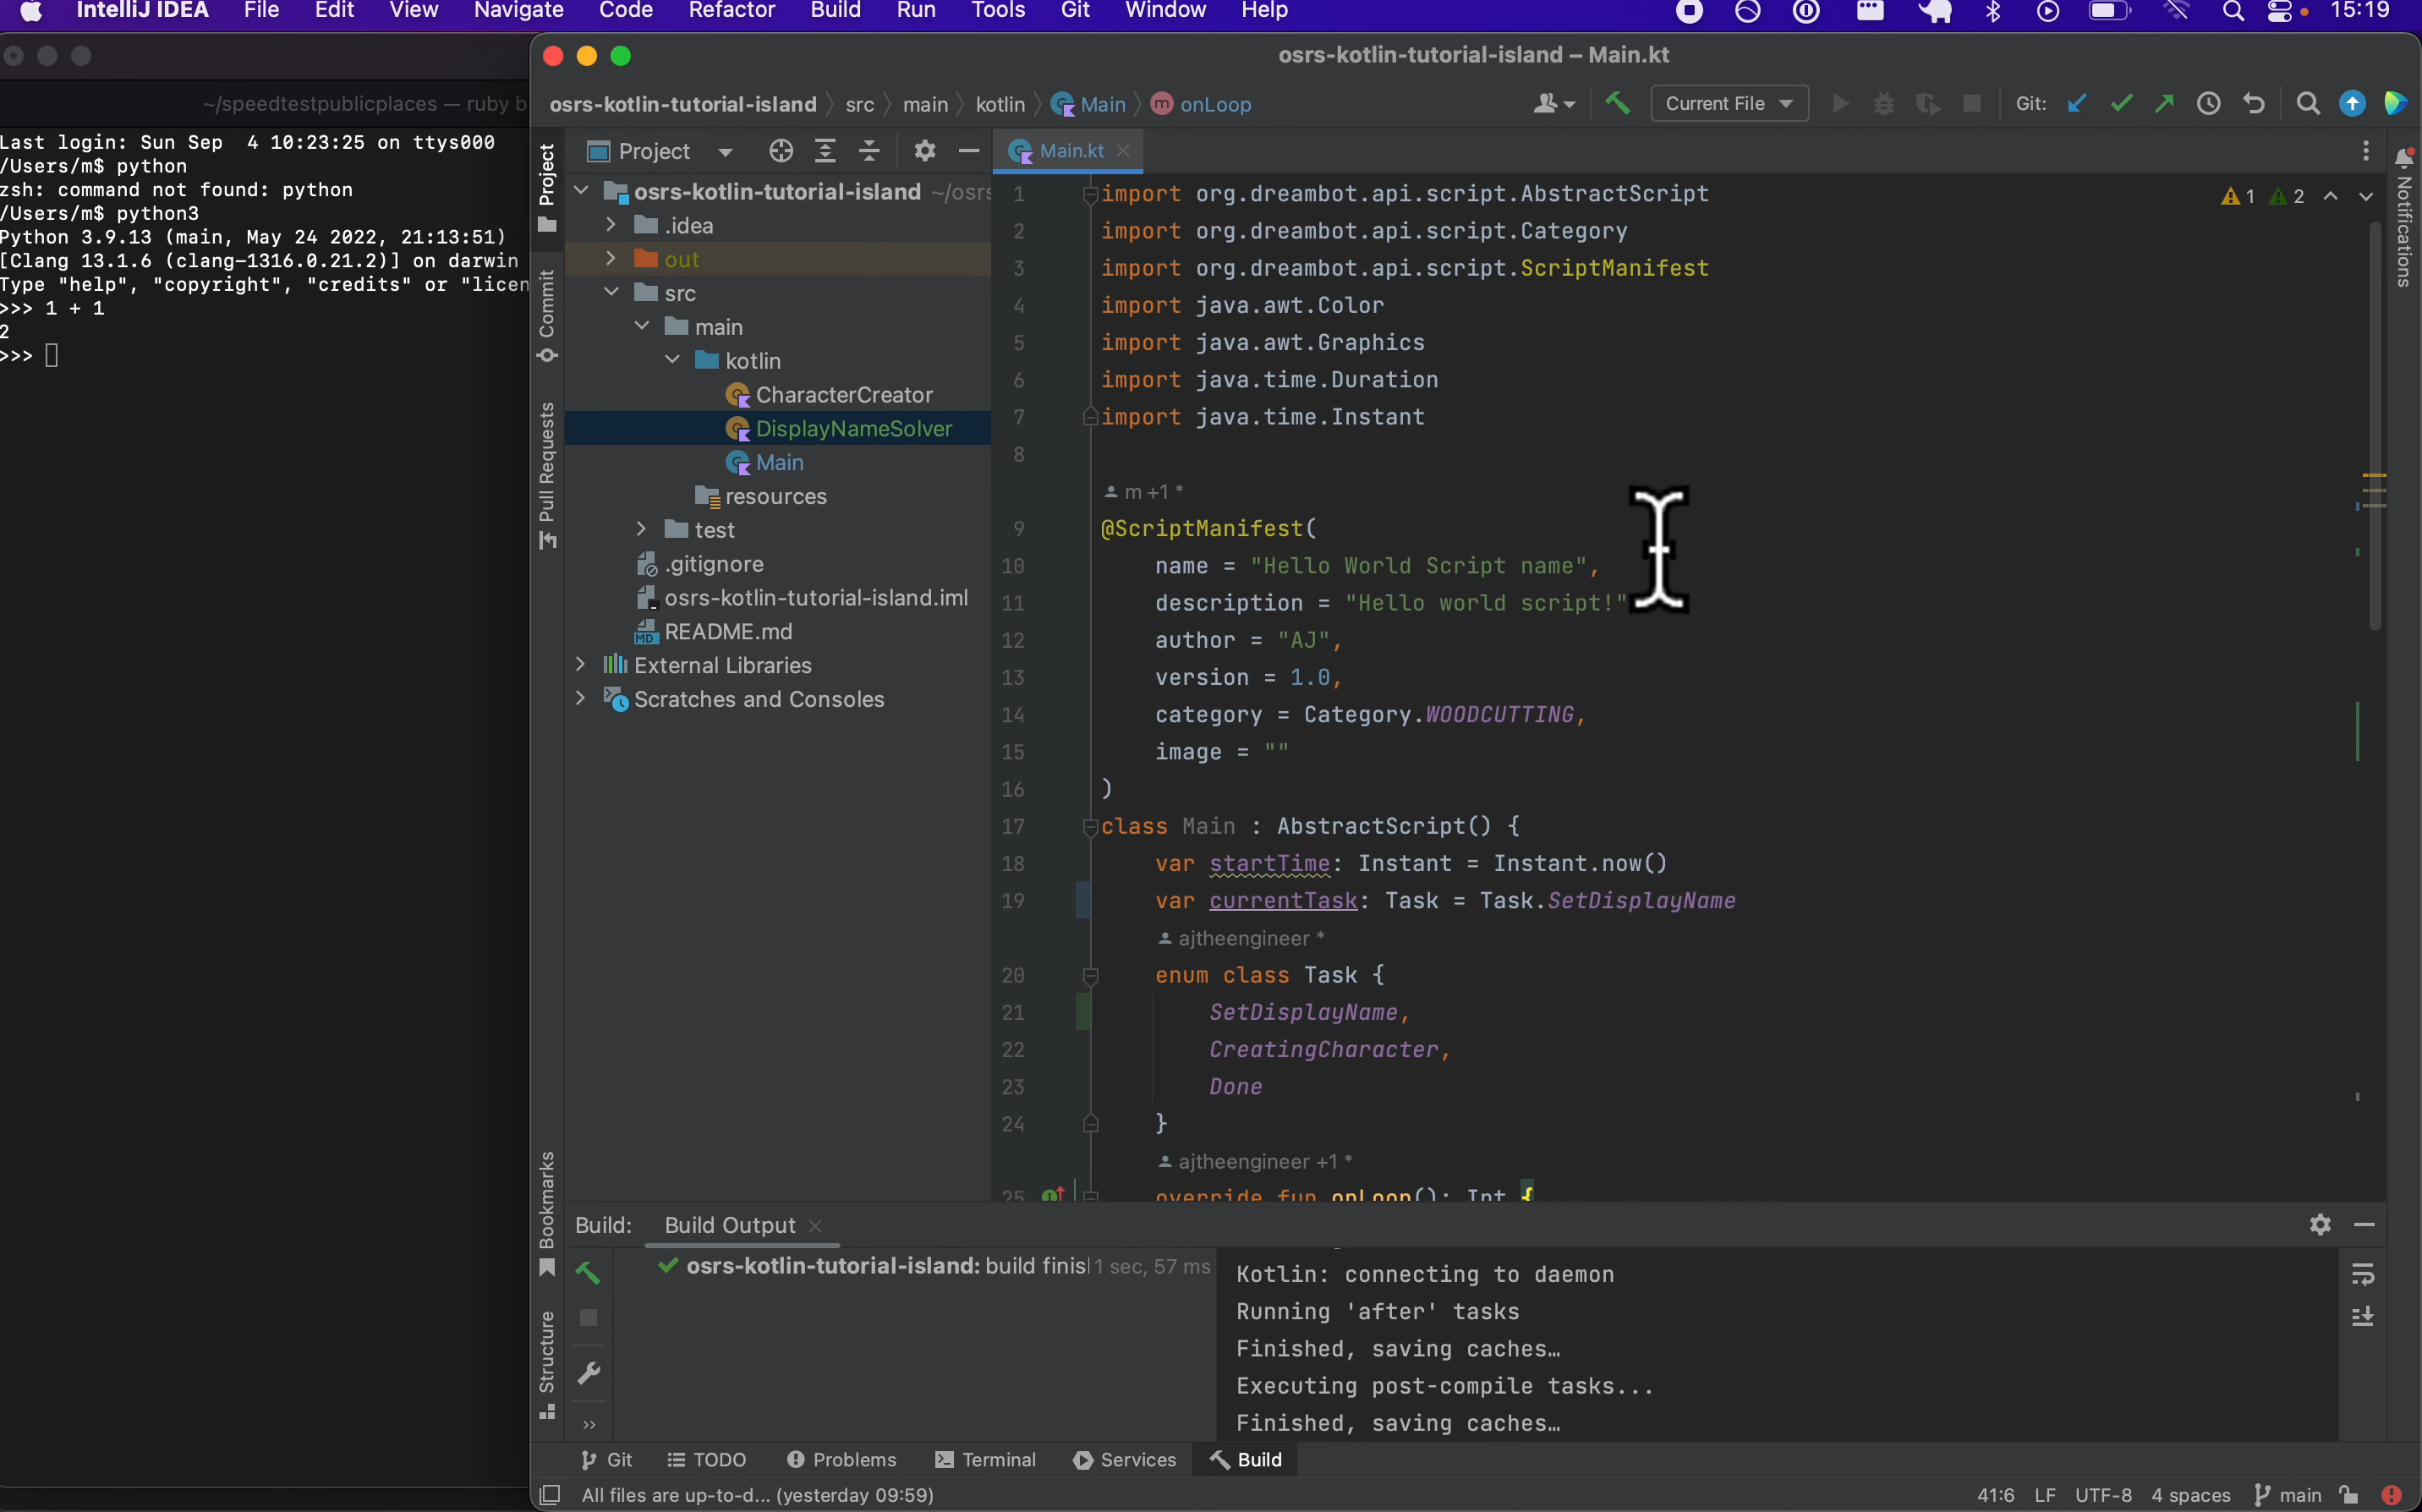 IntelliJ IDEA File Edit View Navigate Code Refactor Build Run Tools Git Window Help 15:19
~/speedtestpublicplaces — ruby b
Last login: Sun Sep  4 10:23:25 on ttys000
/Users/m$ python
zsh: command not found: python
/Users/m$ python3
Python 3.9.13 (main, May 24 2022, 21:13:51)
[Clang 13.1.6 (clang-1316.0.21.2)] on darwin
Type "help", "copyright", "credits" or "licen
>>> 1 + 1
2
>>>
osrs-kotlin-tutorial-island – Main.kt
osrs-kotlin-tutorial-island src main kotlin Main m onLoop
Current File Git:
Project
Commit
Pull Requests
Bookmarks
Structure
Notifications
Project
osrs-kotlin-tutorial-island ~/osrs
.idea
out
src
main
kotlin
CharacterCreator
DisplayNameSolver
Main
resources
test
.gitignore
osrs-kotlin-tutorial-island.iml
README.md
External Libraries
Scratches and Consoles
Main.kt
1 2
1 import org.dreambot.api.script.AbstractScript
2 import org.dreambot.api.script.Category
3 import org.dreambot.api.script.ScriptManifest
4 import java.awt.Color
5 import java.awt.Graphics
6 import java.time.Duration
7 import java.time.Instant
8
m +1 *
9 @ScriptManifest(
10 name = "Hello World Script name",
11 description = "Hello world script!"
12 author = "AJ",
13 version = 1.0,
14 category = Category.WOODCUTTING,
15 image = ""
16 )
17 class Main : AbstractScript() {
18 var startTime: Instant = Instant.now()
19 var currentTask: Task = Task.SetDisplayName
ajtheengineer *
20 enum class Task {
21 SetDisplayName,
22 CreatingCharacter,
23 Done
24 }
ajtheengineer +1 *
25 override fun onLoop(): Int {
Build: Build Output
osrs-kotlin-tutorial-island: build finis 1 sec, 57 ms
Kotlin: connecting to daemon
Running 'after' tasks
Finished, saving caches…
Executing post-compile tasks...
Finished, saving caches…
Git TODO Problems Terminal Services Build
All files are up-to-d... (yesterday 09:59) 41:6 LF UTF-8 4 spaces main